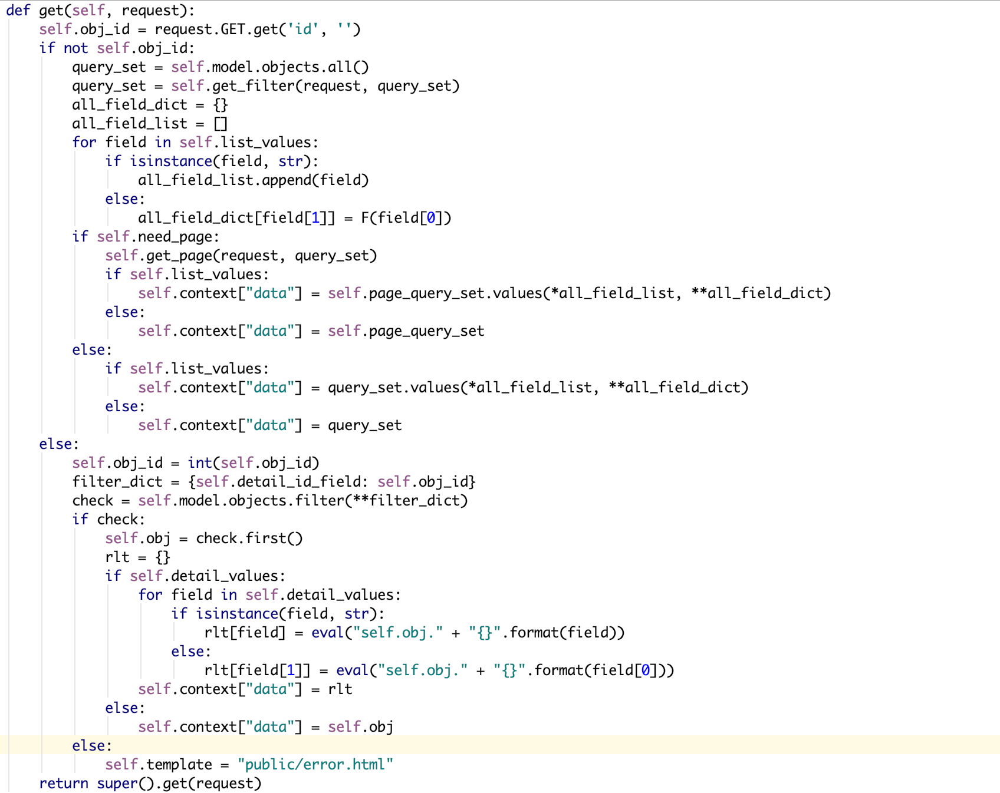 def get(self, request):
    self.obj_id = request.GET.get('id', '')
    if not self.obj_id:
        query_set = self.model.objects.all()
        query_set = self.get_filter(request, query_set)
        all_field_dict = {}
        all_field_list = []
        for field in self.list_values:
            if isinstance(field, str):
                all_field_list.append(field)
            else:
                all_field_dict[field[1]] = F(field[0])
        if self.need_page:
            self.get_page(request, query_set)
            if self.list_values:
                self.context["data"] = self.page_query_set.values(*all_field_list, **all_field_dict)
            else:
                self.context["data"] = self.page_query_set
        else:
            if self.list_values:
                self.context["data"] = query_set.values(*all_field_list, **all_field_dict)
            else:
                self.context["data"] = query_set
    else:
        self.obj_id = int(self.obj_id)
        filter_dict = {self.detail_id_field: self.obj_id}
        check = self.model.objects.filter(**filter_dict)
        if check:
            self.obj = check.first()
            rlt = {}
            if self.detail_values:
                for field in self.detail_values:
                    if isinstance(field, str):
                        rlt[field] = eval("self.obj." + "{}".format(field))
                    else:
                        rlt[field[1]] = eval("self.obj." + "{}".format(field[0]))
                self.context["data"] = rlt
            else:
                self.context["data"] = self.obj
        else:
            self.template = "public/error.html"
    return super().get(request)